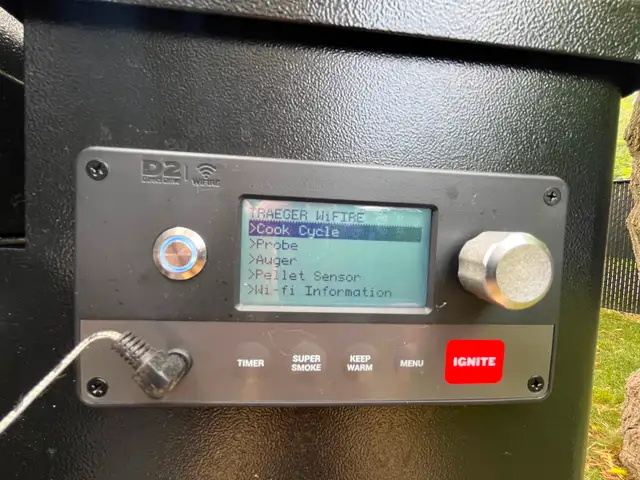 D2
WiFIRE
TRAEGER WiFIRE
>Cook Cycle
>Probe
>Auger
>Pellet Sensor
>Wi-fi Information
TIMER
SUPER
SMOKE
KEEP
WARM
MENU
IGNITE